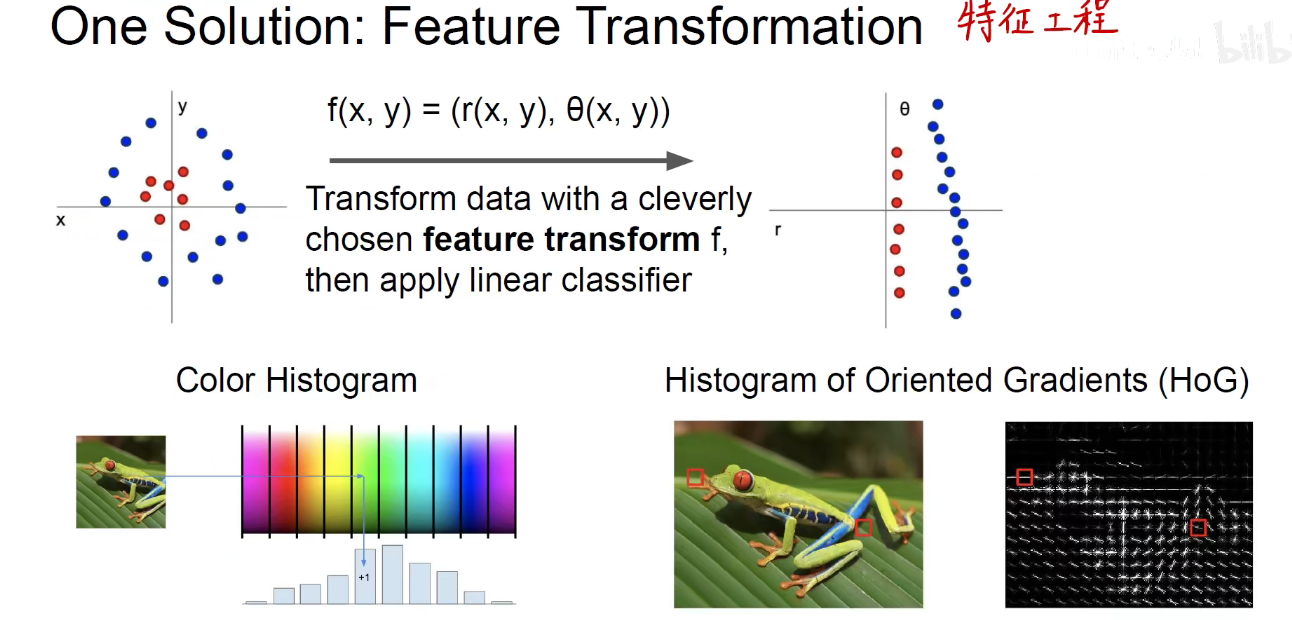 One Solution: Feature Transformation
特征工程
bilibi
y
x
f(x, y) = (r(x, y), θ(x, y))
Transform data with a cleverly
chosen feature transform f,
then apply linear classifier
θ
r
Color Histogram
+1
Histogram of Oriented Gradients (HoG)